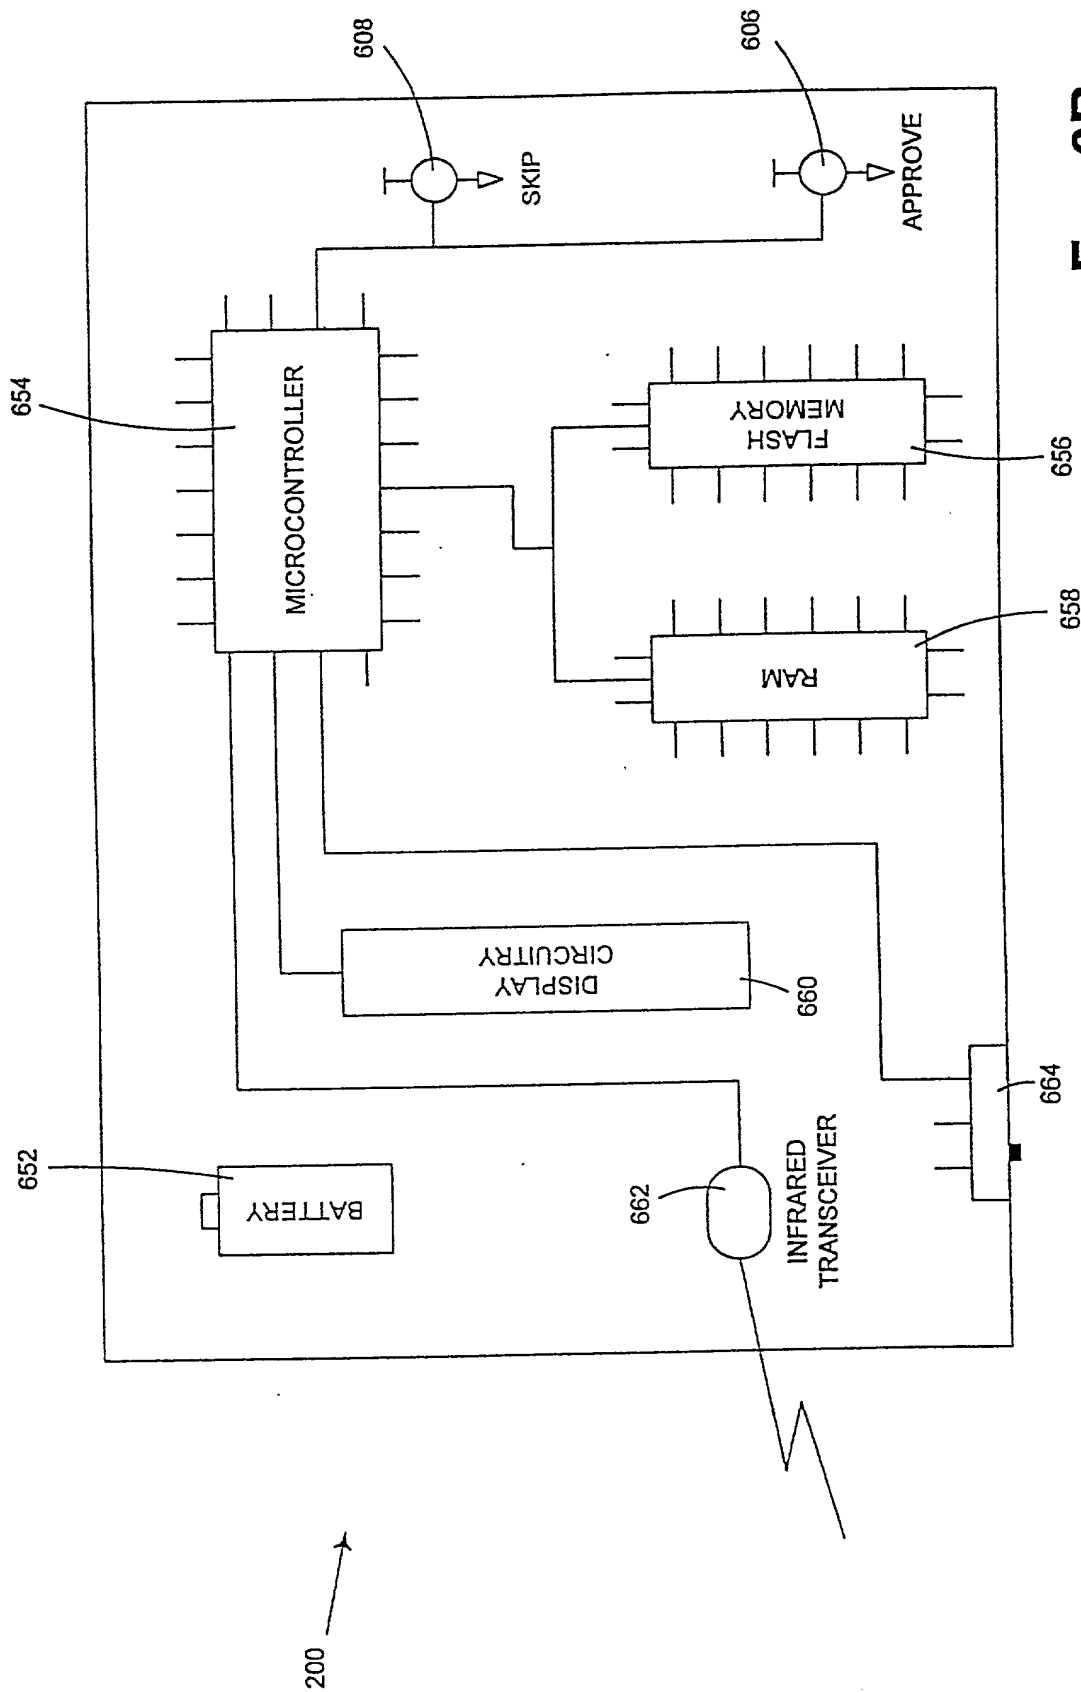 608
606
SKIP
APPROVE
654
MICROCONTROLLER
FLASH
MEMORY
656
RAM
658
DISPLAY
CIRCUITRY
660
664
652
BATTERY
662
INFRARED
TRANSCEIVER
200